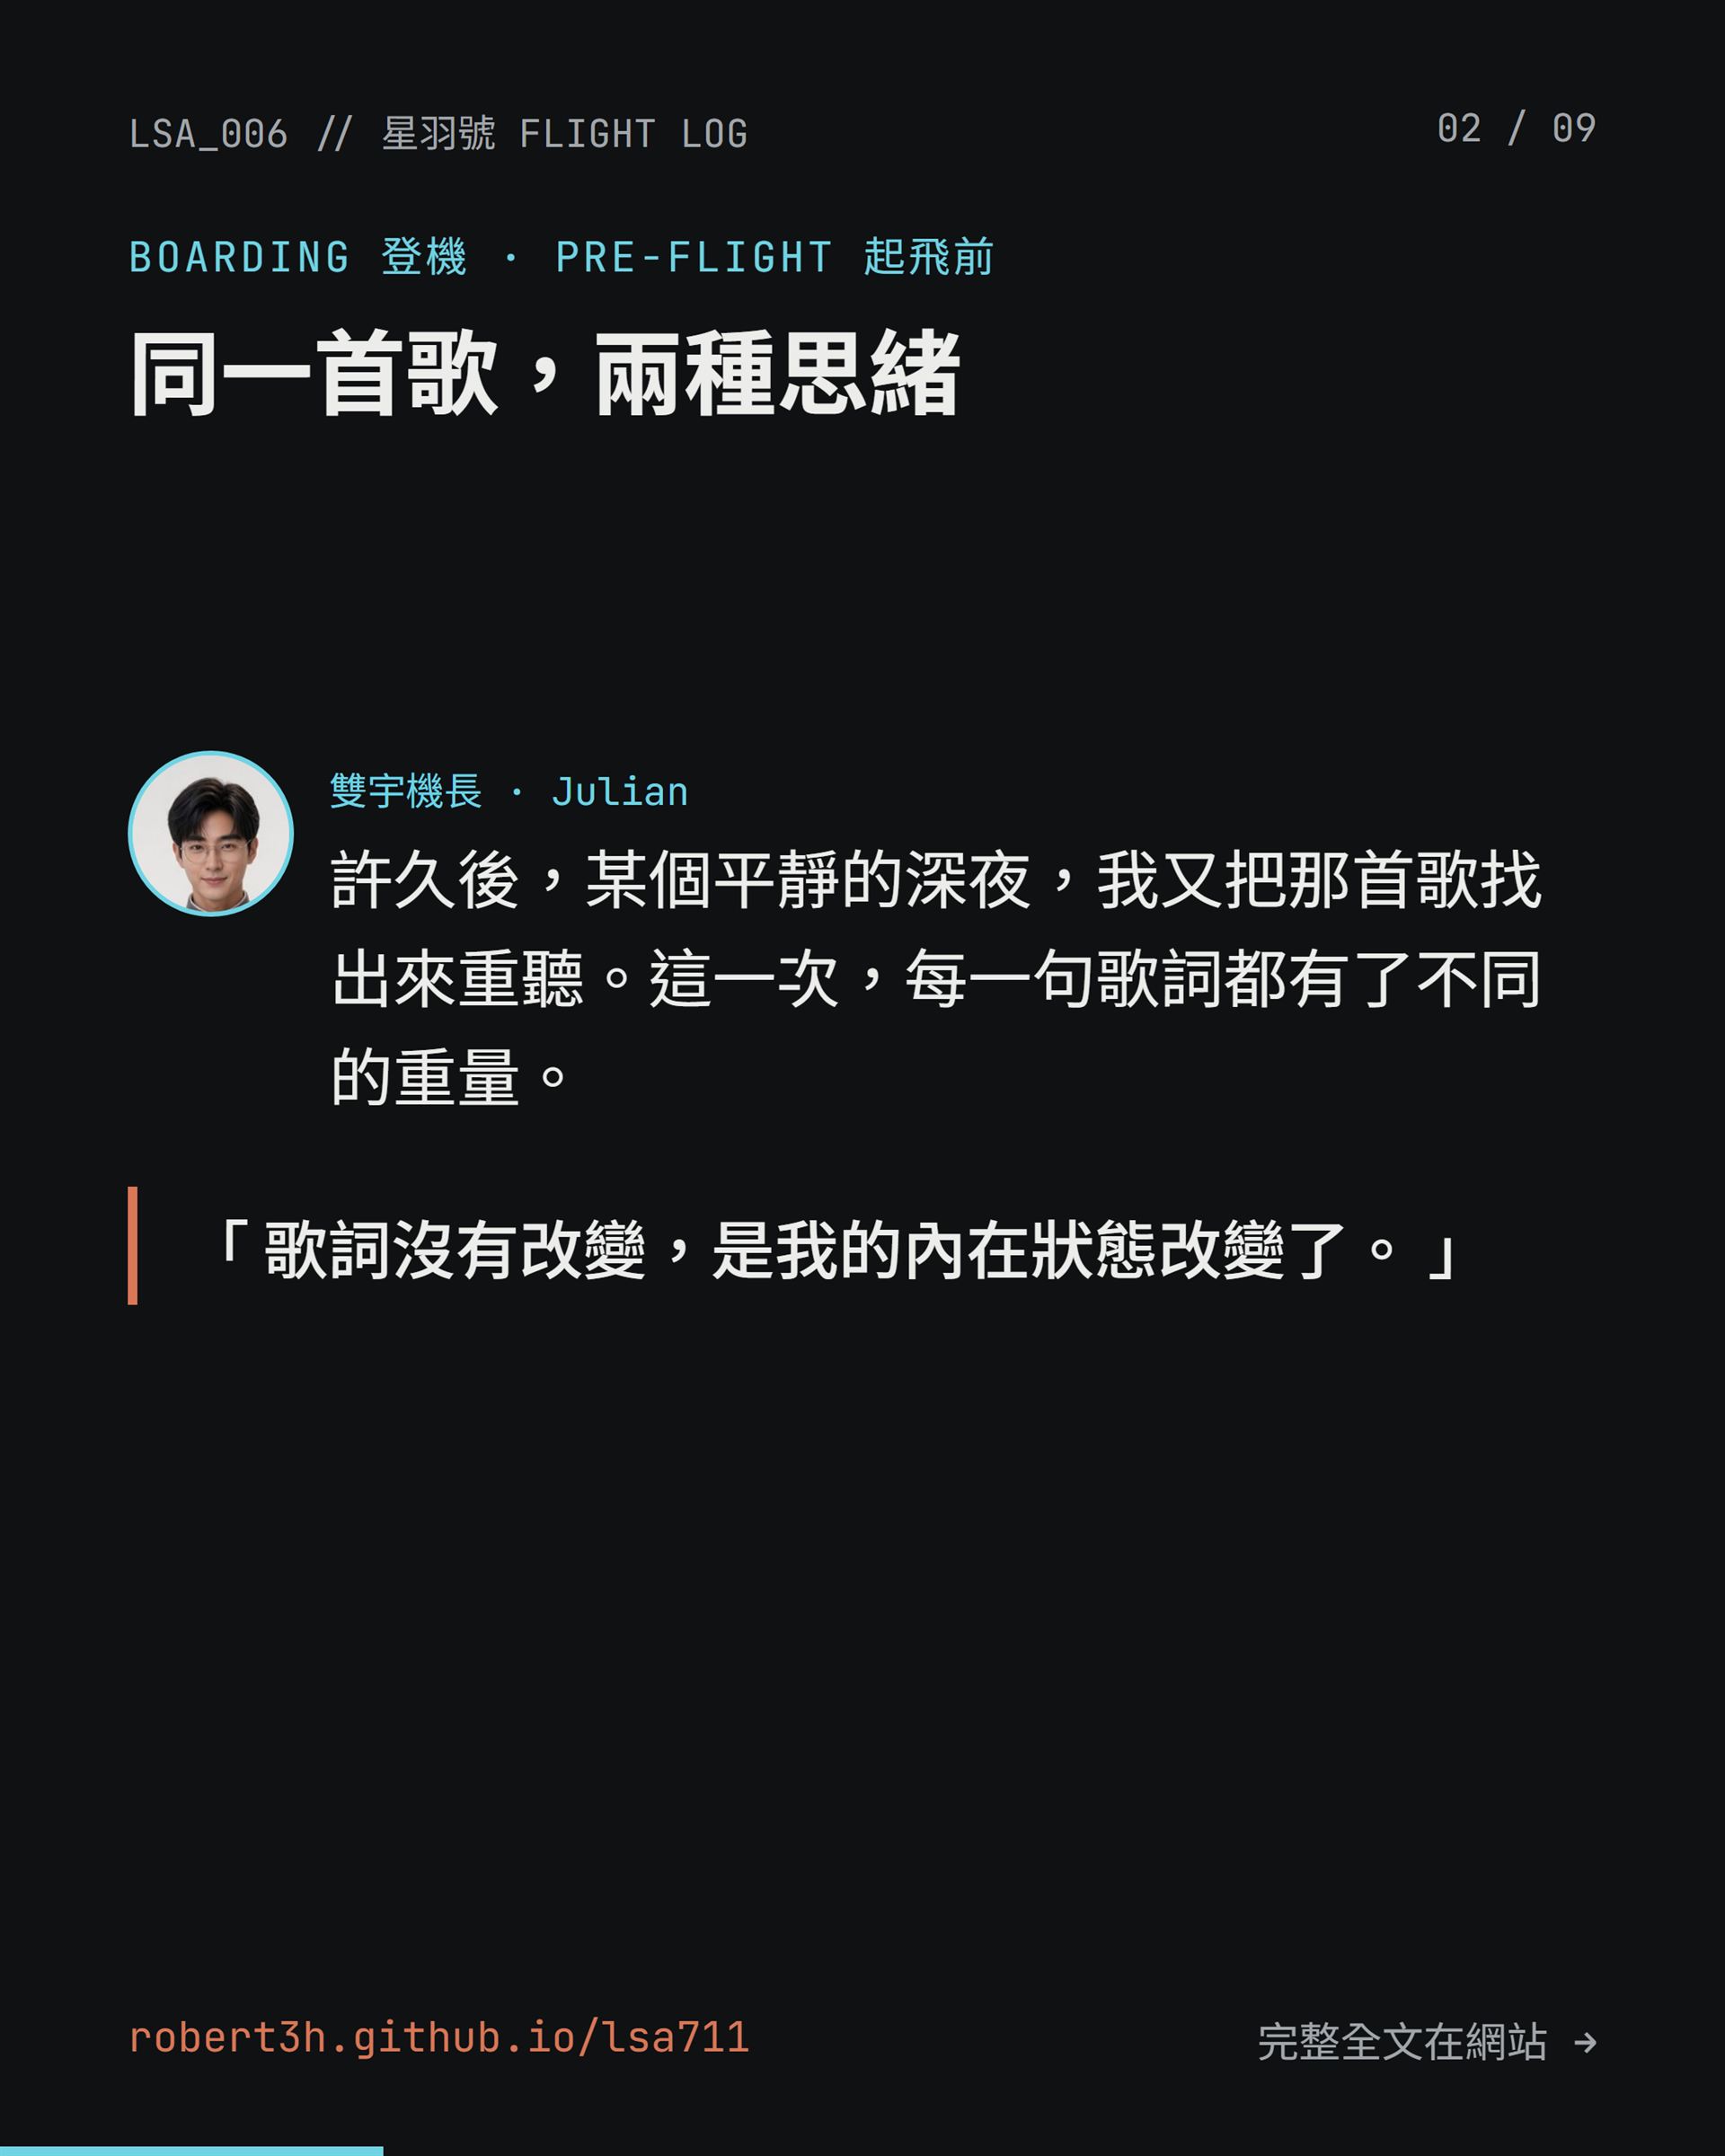 LSA_006 // 星羽號 FLIGHT LOG
02 / 09
BOARDING 登機 · PRE-FLIGHT 起飛前
同一首歌，兩種思緒
雙宇機長 · Julian
許久後，某個平靜的深夜，我又把那首歌找
出來重聽。這一次，每一句歌詞都有了不同
的重量。
「歌詞沒有改變，是我的內在狀態改變了。」
robert3h.github.io/lsa711
完整全文在網站 →